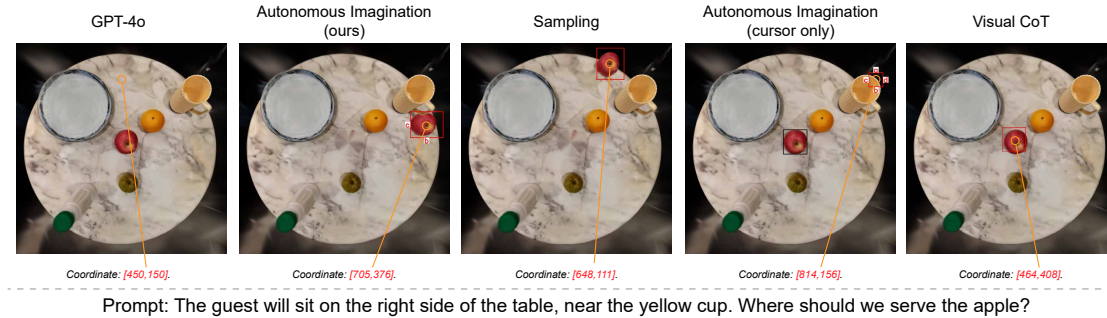 GPT-4o
Autonomous Imagination
(ours)
Sampling
Autonomous Imagination
(cursor only)
Visual CoT
Coordinate: [450,150].
Coordinate: [705,376].
Coordinate: [648,111].
Coordinate: [814,156].
Coordinate: [464,408].
Prompt: The guest will sit on the right side of the table, near the yellow cup. Where should we serve the apple?